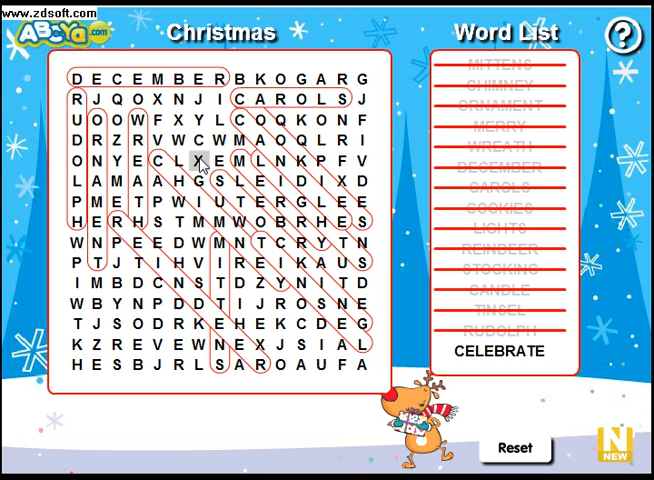 www.zdsoft.com
ABCYa.com
Christmas
Word List
?
D E C E M B E R B K O G A R G
R J Q O X N J I C A R O L S J
U O O W F X Y L C O Q K O N F
D R Z R V W C W M A O Q L R I
O N Y E C L X E M L N K P F V
L A M A A H G S L E I D I X D
P M E T P W I U T E R G L E E
H E R H S T M M W O B R H E S
W N P E E D W M N T C R Y T N
P T J T I H V I R E I K A U S
I M B D C N S T D Z Y N I T D
W B Y N P D D T I J R O S N E
T J S O D R K E H E K C D E G
K Z R E V E W N E X J S I A L
H E S B J R L S A R O A U F A
MITTENS
CHIMNEY
ORNAMENT
MERRY
WREATH
DECEMBER
CAROLS
COOKIES
LIGHTS
REINDEER
STOCKING
CANDLE
TINSEL
RUDOLPH
CELEBRATE
Reset
N
NEW